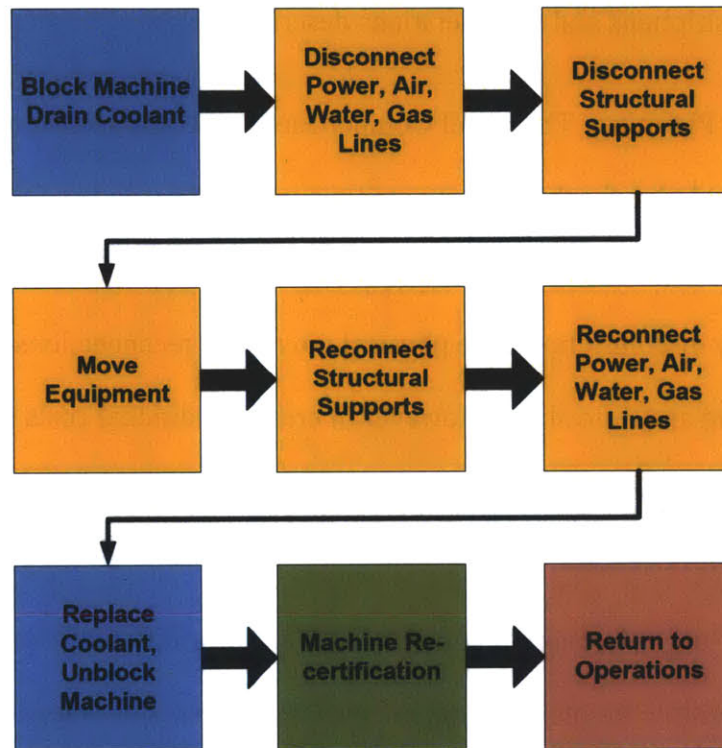 Block Machine
Drain Coolant
Disconnect
Power, Air,
Water, Gas
Lines
Disconnect
Structural
Supports
Move
Equipment
Reconnect
Structural
Supports
Reconnect
Power, Air,
Water, Gas
Lines
Replace
Coolant,
Unblock
Machine
Machine Re-
certification
Return to
Operations